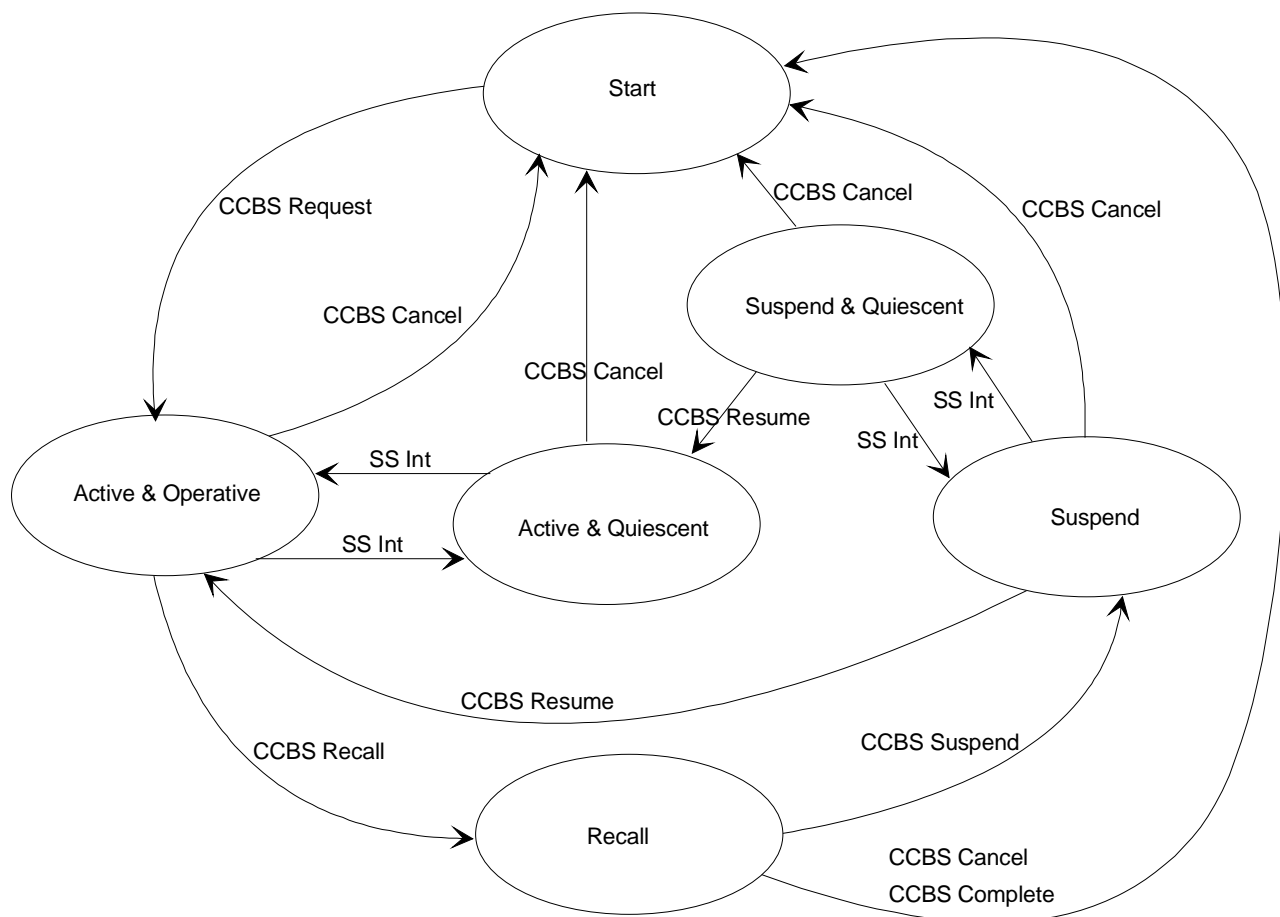 Start
CCBS Request
CCBS Cancel
CCBS Cancel
CCBS Cancel
Suspend & Quiescent
CCBS Cancel
CCBS Resume
SS Int
SS Int
SS Int
Active & Operative
Active & Quiescent
Suspend
SS Int
CCBS Resume
CCBS Recall
CCBS Suspend
Recall
CCBS Cancel
CCBS Complete